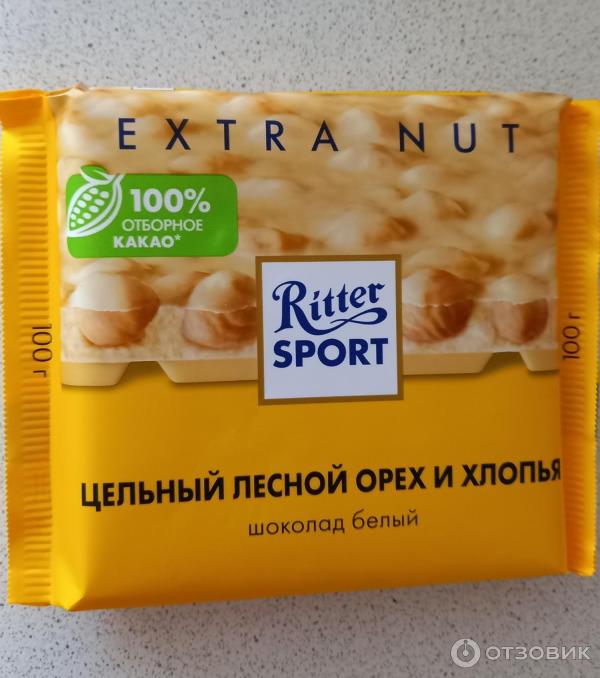 EXTRA NUT
100%
ОТБОРНОЕ
КАКАО*
Ritter
SPORT
100 г
100 г
ЦЕЛЬНЫЙ ЛЕСНОЙ ОРЕХ И ХЛОПЬЯ
шоколад белый
ОТЗОВИК